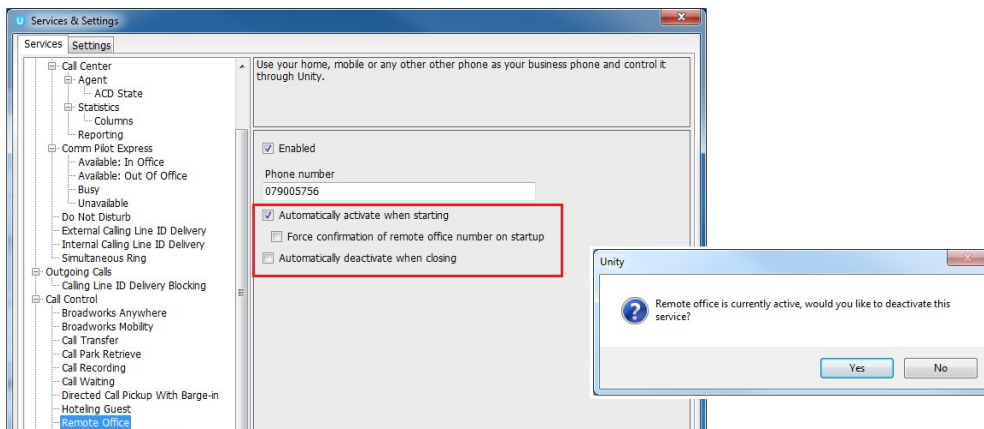 U Services & Settings
Services Settings
Call Center
Agent
ACD State
Statistics
Columns
Reporting
Comm Pilot Express
Available: In Office
Available: Out Of Office
Busy
Unavailable
Do Not Disturb
External Calling Line ID Delivery
Internal Calling Line ID Delivery
Simultaneous Ring
Outgoing Calls
Calling Line ID Delivery Blocking
Call Control
Broadworks Anywhere
Broadworks Mobility
Call Transfer
Call Park Retrieve
Call Recording
Call Waiting
Directed Call Pickup With Barge-in
Hoteling Guest
Remote Office
Use your home, mobile or any other other phone as your business phone and control it
through Unity.
Enabled
Phone number
079005756
Automatically activate when starting
Force confirmation of remote office number on startup
Automatically deactivate when closing
Unity
Remote office is currently active, would you like to deactivate this
service?
Yes No